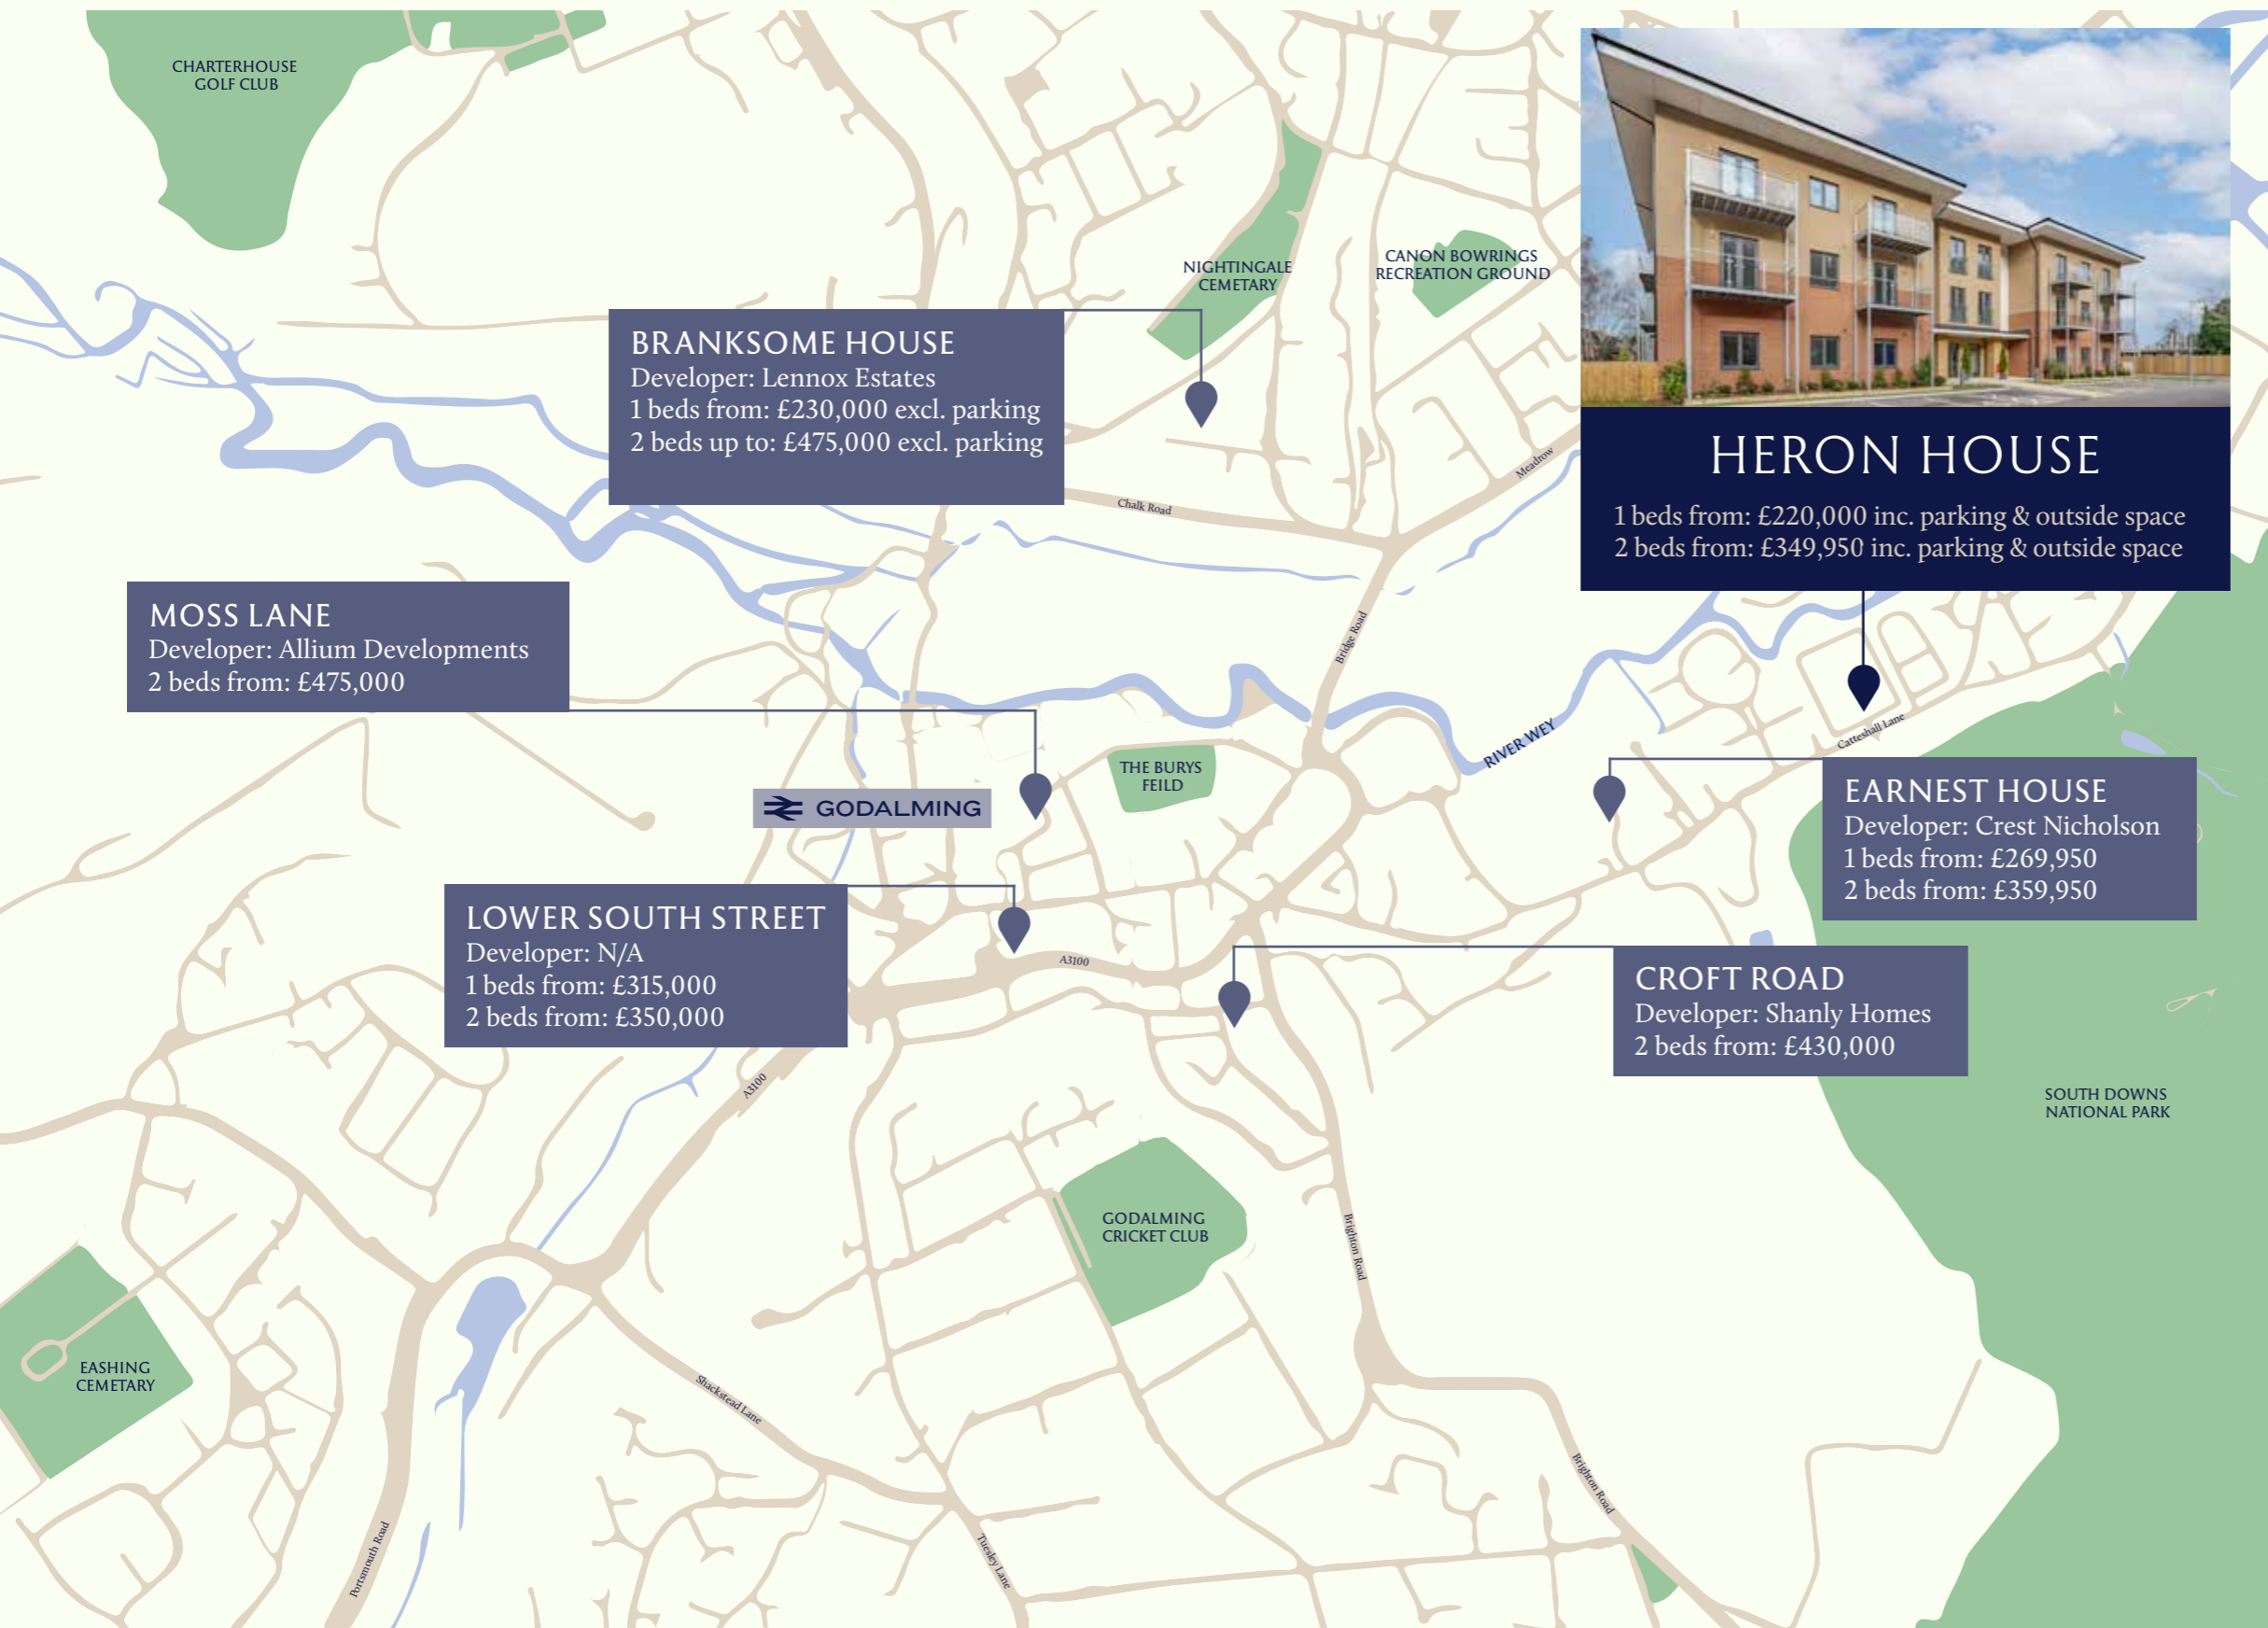 CHARTERHOUSE
GOLF CLUB
NIGHTINGALE
CEMETARY
CANON BOWRINGS
RECREATION GROUND
BRANKSOME HOUSE
Developer: Lennox Estates
1 beds from: £230,000 excl. parking
2 beds up to: £475,000 excl. parking
HERON HOUSE
1 beds from: £220,000 inc. parking & outside space
2 beds from: £349,950 inc. parking & outside space
Meadrow
Chalk Road
MOSS LANE
Developer: Allium Developments
2 beds from: £475,000
Bridge Road
RIVER WEY
Catteshall Lane
THE BURYS
FEILD
GODALMING
EARNEST HOUSE
Developer: Crest Nicholson
1 beds from: £269,950
2 beds from: £359,950
LOWER SOUTH STREET
Developer: N/A
1 beds from: £315,000
2 beds from: £350,000
A3100
CROFT ROAD
Developer: Shanly Homes
2 beds from: £430,000
A3100
SOUTH DOWNS
NATIONAL PARK
GODALMING
CRICKET CLUB
Brighton Road
EASHING
CEMETARY
Shackstead Lane
Brighton Road
Portsmouth Road
Tuesley Lane